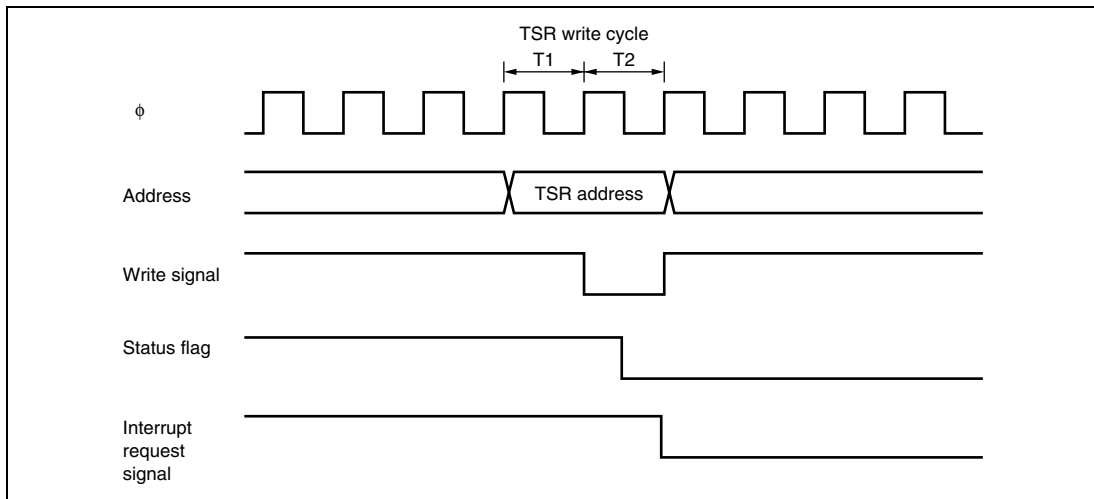 TSR write cycle
T1 T2
ϕ
Address
TSR address
Write signal
Status flag
Interrupt
request
signal